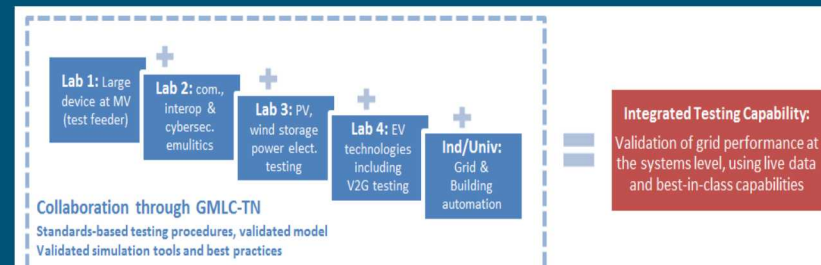 Lab 1: Large
device at MV
(test feeder)
+
Lab 2: com.,
interop &
cybersec.
emulitics
+
Lab 3: PV,
wind storage
power elect.
testing
+
Lab 4: EV
technologies
including
V2G testing
+
Ind/Univ:
Grid &
Building
automation
=
Integrated Testing Capability:
Validation of grid performance at
the systems level, using live data
and best-in-class capabilities
Collaboration through GMLC-TN
Standards-based testing procedures, validated model
Validated simulation tools and best practices